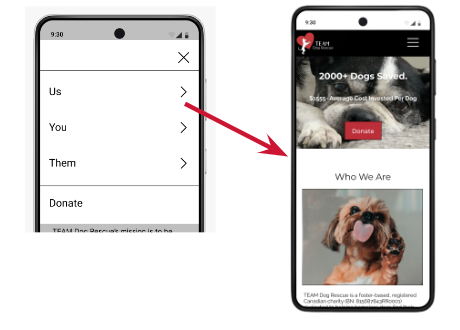 9:30
Us
You
Them
Donate
TEAM Dog Rescue's mission is to be
9:30
TEAM
Dog Rescue
2000+ Dogs Saved.
$1555 Average Cost Invested Per Dog
Donate
Who We Are
TEAM Dog Rescue is a foster-based, registered
Canadian charity (BN: